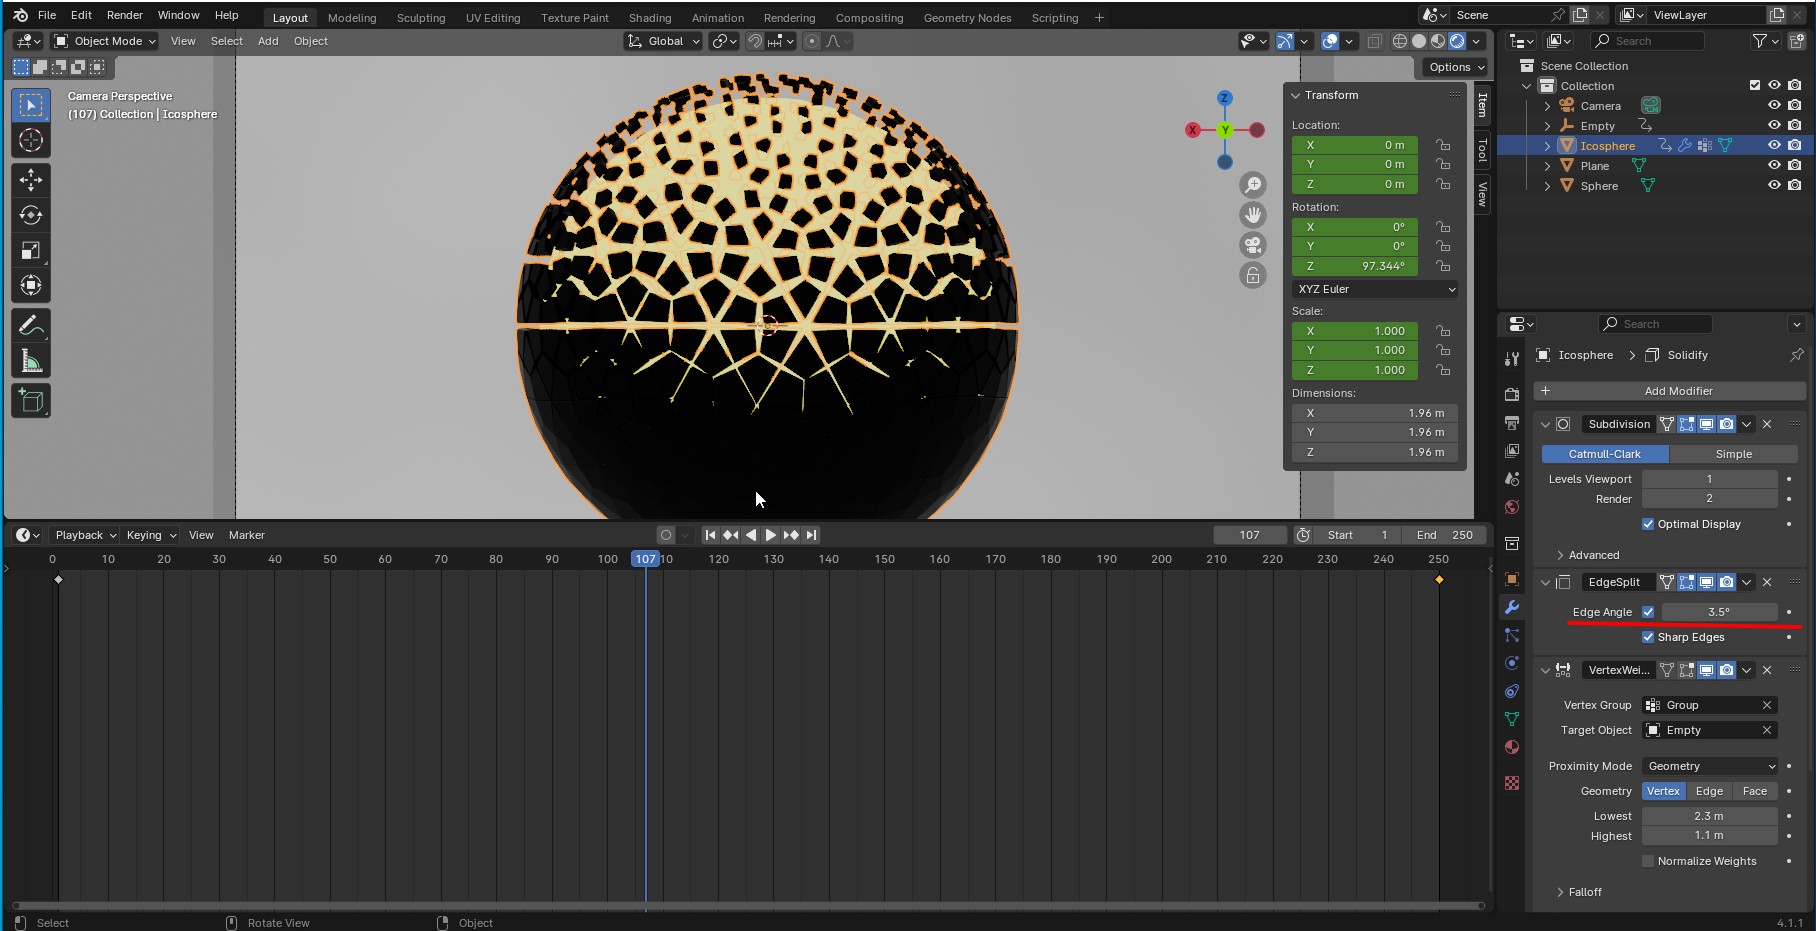 File Edit Render Window Help Layout Modeling Sculpting UV Editing Texture Paint Shading Animation Rendering Compositing Geometry Nodes Scripting + Scene ViewLayer
Object Mode View Select Add Object Global Search
Options
Camera Perspective
(107) Collection | Icosphere
Z
X Y
Transform
Location:
X 0 m
Y 0 m
Z 0 m
Rotation:
X 0°
Y 0°
Z 97.344°
XYZ Euler
Scale:
X 1.000
Y 1.000
Z 1.000
Dimensions:
X 1.96 m
Y 1.96 m
Z 1.96 m
Item
Tool
View
Scene Collection
Collection
Camera
Empty
Icosphere
Plane
Sphere
Search
Icosphere > Solidify
+ Add Modifier
Subdivision
Catmull-Clark Simple
Levels Viewport 1
Render 2
Optimal Display
Advanced
EdgeSplit
Edge Angle 3.5°
Sharp Edges
VertexWei...
Vertex Group Group
Target Object Empty
Proximity Mode Geometry
Geometry Vertex Edge Face
Lowest 2.3 m
Highest 1.1 m
Normalize Weights
Falloff
Playback Keying View Marker 107 Start 1 End 250
0 10 20 30 40 50 60 70 80 90 100 107 110 120 130 140 150 160 170 180 190 200 210 220 230 240 250
Select Rotate View Object 4.1.1